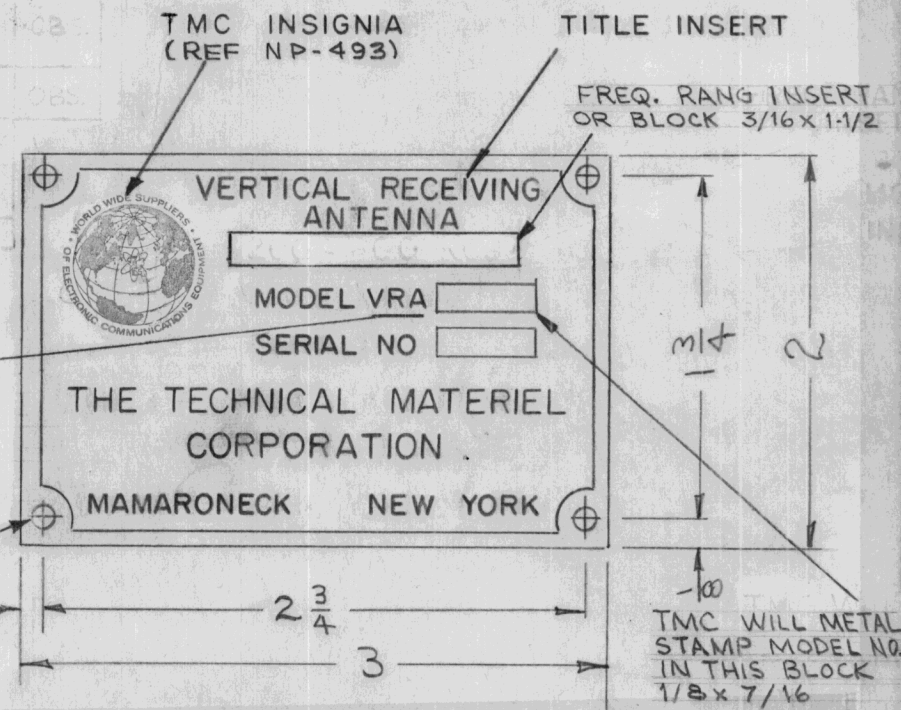 TMC INSIGNIA
(REF NP-493)
TITLE INSERT
FREQ. RANG INSERT
OR BLOCK 3/16 x 1-1/2
VERTICAL RECEIVING
ANTENNA
• WORLD WIDE SUPPLIERS •
OF ELECTRONIC COMMUNICATIONS EQUIPMENT
MODEL VRA
SERIAL NO
THE TECHNICAL MATERIEL
CORPORATION.
MAMARONECK NEW YORK
1 3/4
2
1/8
2 3/4
3
TMC WILL METAL
STAMP MODEL NO.
IN THIS BLOCK
1/8 x 7/16